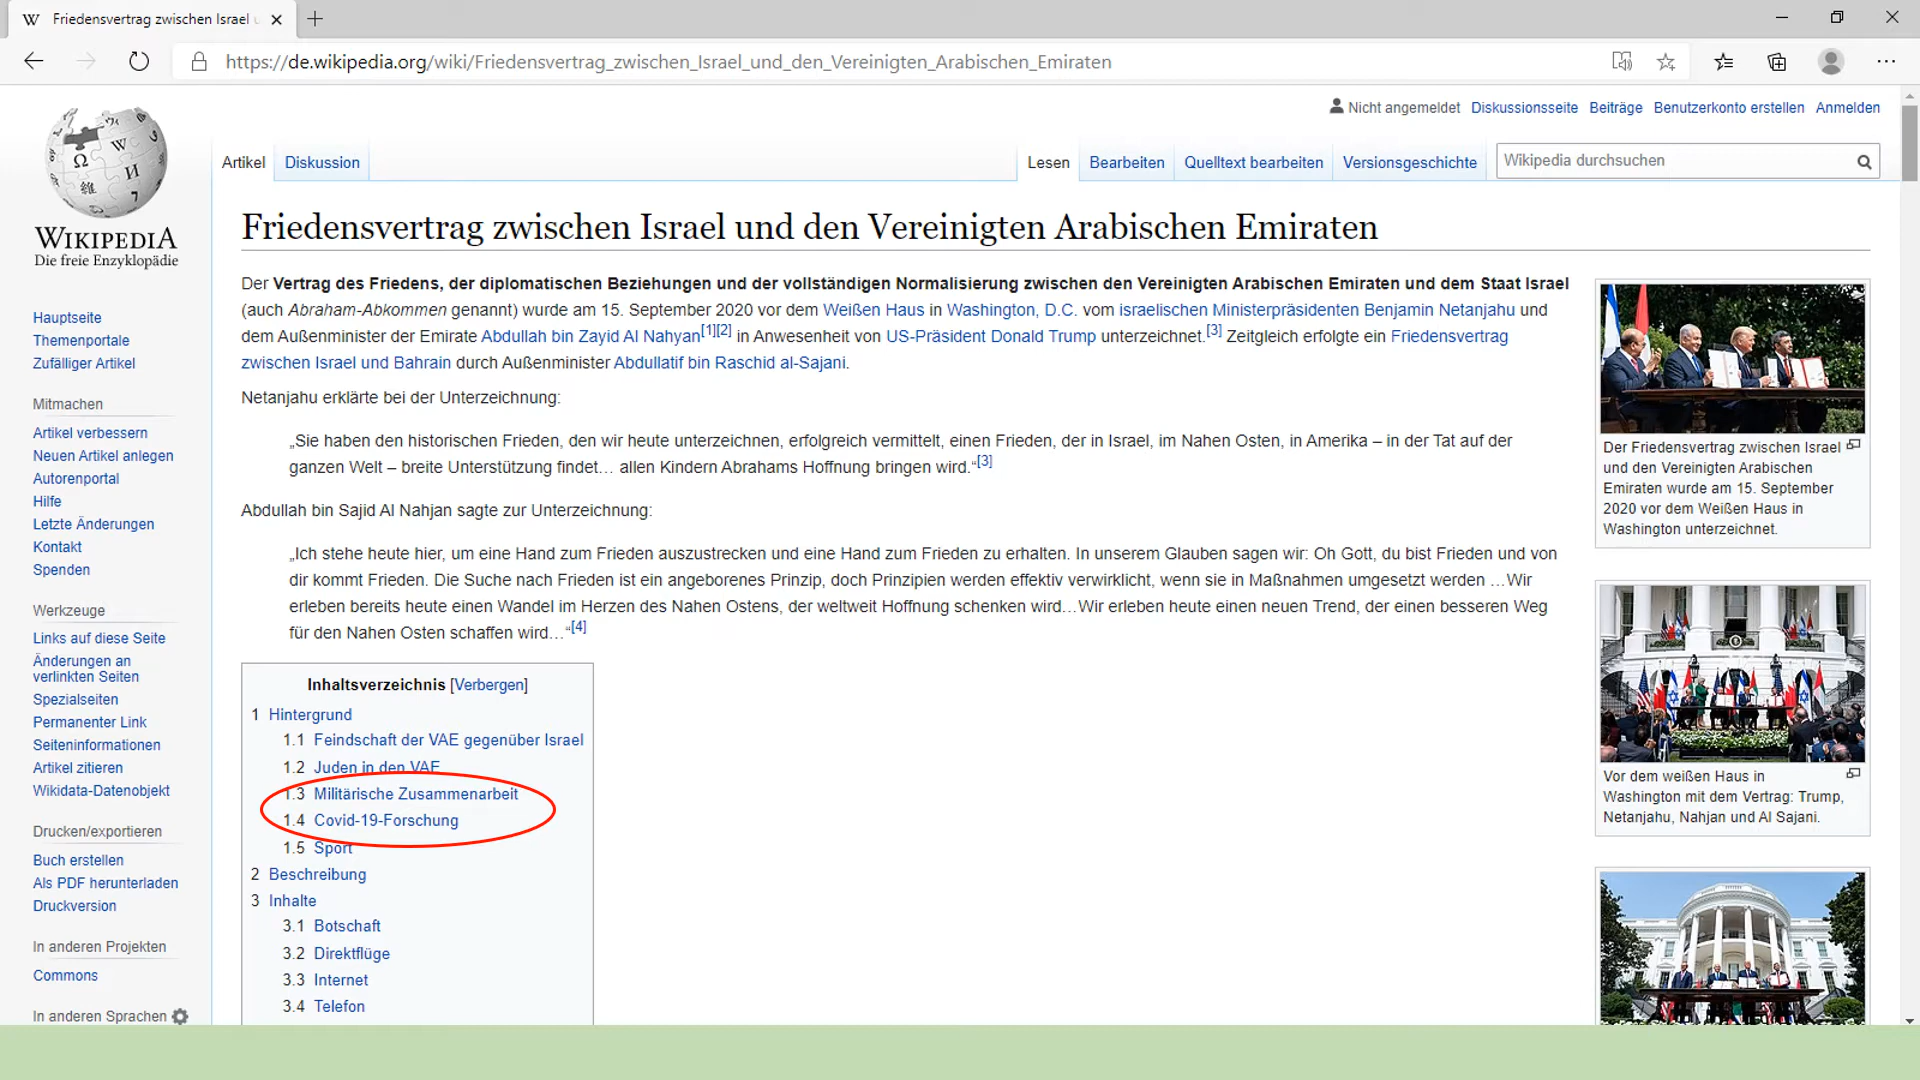 Friedensvertrag zwischen Israel u
https://de.wikipedia.org/wiki/Friedensvertrag_zwischen_Israel_und_den_Vereinigten_Arabischen_Emiraten
Nicht angemeldet Diskussionsseite Beiträge Benutzerkonto erstellen Anmelden
Artikel Diskussion Lesen Bearbeiten Quelltext bearbeiten Versionsgeschichte Wikipedia durchsuchen
WIKIPEDIA
Die freie Enzyklopädie
Hauptseite
Themenportale
Zufälliger Artikel
Mitmachen
Artikel verbessern
Neuen Artikel anlegen
Autorenportal
Hilfe
Letzte Änderungen
Kontakt
Spenden
Werkzeuge
Links auf diese Seite
Änderungen an
verlinkten Seiten
Spezialseiten
Permanenter Link
Seiteninformationen
Artikel zitieren
Wikidata-Datenobjekt
Drucken/exportieren
Buch erstellen
Als PDF herunterladen
Druckversion
In anderen Projekten
Commons
In anderen Sprachen
Friedensvertrag zwischen Israel und den Vereinigten Arabischen Emiraten
Der Vertrag des Friedens, der diplomatischen Beziehungen und der vollständigen Normalisierung zwischen den Vereinigten Arabischen Emiraten und dem Staat Israel
(auch Abraham-Abkommen genannt) wurde am 15. September 2020 vor dem Weißen Haus in Washington, D.C. vom israelischen Ministerpräsidenten Benjamin Netanjahu und
dem Außenminister der Emirate Abdullah bin Zayid Al Nahyan[1][2] in Anwesenheit von US-Präsident Donald Trump unterzeichnet.[3] Zeitgleich erfolgte ein Friedensvertrag
zwischen Israel und Bahrain durch Außenminister Abdullatif bin Raschid al-Sajani.
Netanjahu erklärte bei der Unterzeichnung:
„Sie haben den historischen Frieden, den wir heute unterzeichnen, erfolgreich vermittelt, einen Frieden, der in Israel, im Nahen Osten, in Amerika – in der Tat auf der
ganzen Welt – breite Unterstützung findet… allen Kindern Abrahams Hoffnung bringen wird.“[3]
Abdullah bin Sajid Al Nahjan sagte zur Unterzeichnung:
„Ich stehe heute hier, um eine Hand zum Frieden auszustrecken und eine Hand zum Frieden zu erhalten. In unserem Glauben sagen wir: Oh Gott, du bist Frieden und von
dir kommt Frieden. Die Suche nach Frieden ist ein angeborenes Prinzip, doch Prinzipien werden effektiv verwirklicht, wenn sie in Maßnahmen umgesetzt werden …Wir
erleben bereits heute einen Wandel im Herzen des Nahen Ostens, der weltweit Hoffnung schenken wird…Wir erleben heute einen neuen Trend, der einen besseren Weg
für den Nahen Osten schaffen wird…“[4]
Inhaltsverzeichnis [Verbergen]
1 Hintergrund
1.1 Feindschaft der VAE gegenüber Israel
1.2 Juden in den VAE
1.3 Militärische Zusammenarbeit
1.4 Covid-19-Forschung
1.5 Sport
2 Beschreibung
3 Inhalte
3.1 Botschaft
3.2 Direktflüge
3.3 Internet
3.4 Telefon
Der Friedensvertrag zwischen Israel
und den Vereinigten Arabischen
Emiraten wurde am 15. September
2020 vor dem Weißen Haus in
Washington unterzeichnet.
Vor dem weißen Haus in
Washington mit dem Vertrag: Trump,
Netanjahu, Nahjan und Al Sajani.